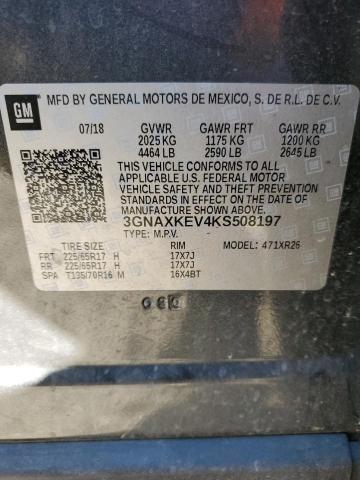 GM
MFD BY GENERAL MOTORS DE MEXICO, S. DE R.L. DE C.V.
07/18 GVWR GAWR FRT GAWR RR
2025 KG 1175 KG 1200 KG
4464 LB 2590 LB 2645 LB
THIS VEHICLE CONFORMS TO ALL
APPLICABLE U.S. FEDERAL MOTOR
VEHICLE SAFETY AND THEFT PREVENTION
STANDARDS IN EFFECT ON THE DATE
OF MANUFACTURE SHOWN ABOVE.
3GNAXKEV4KS508197
TYPE: M.P.V. MODEL: 471XR26
TIRE SIZE RIM
FRT 225/65R17 H 17X7J
RR 225/65R17 H 17X7J
SPA T135/70R16 M 16X4BT